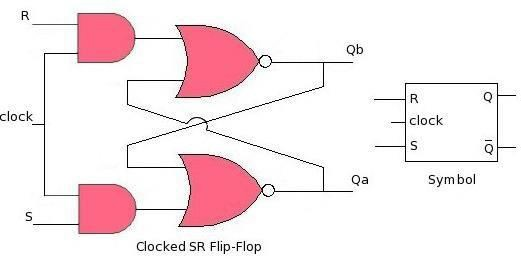 R
Qb
clock
R
Q
clock
S
Q̅
Symbol
Qa
S
Clocked SR Flip-Flop